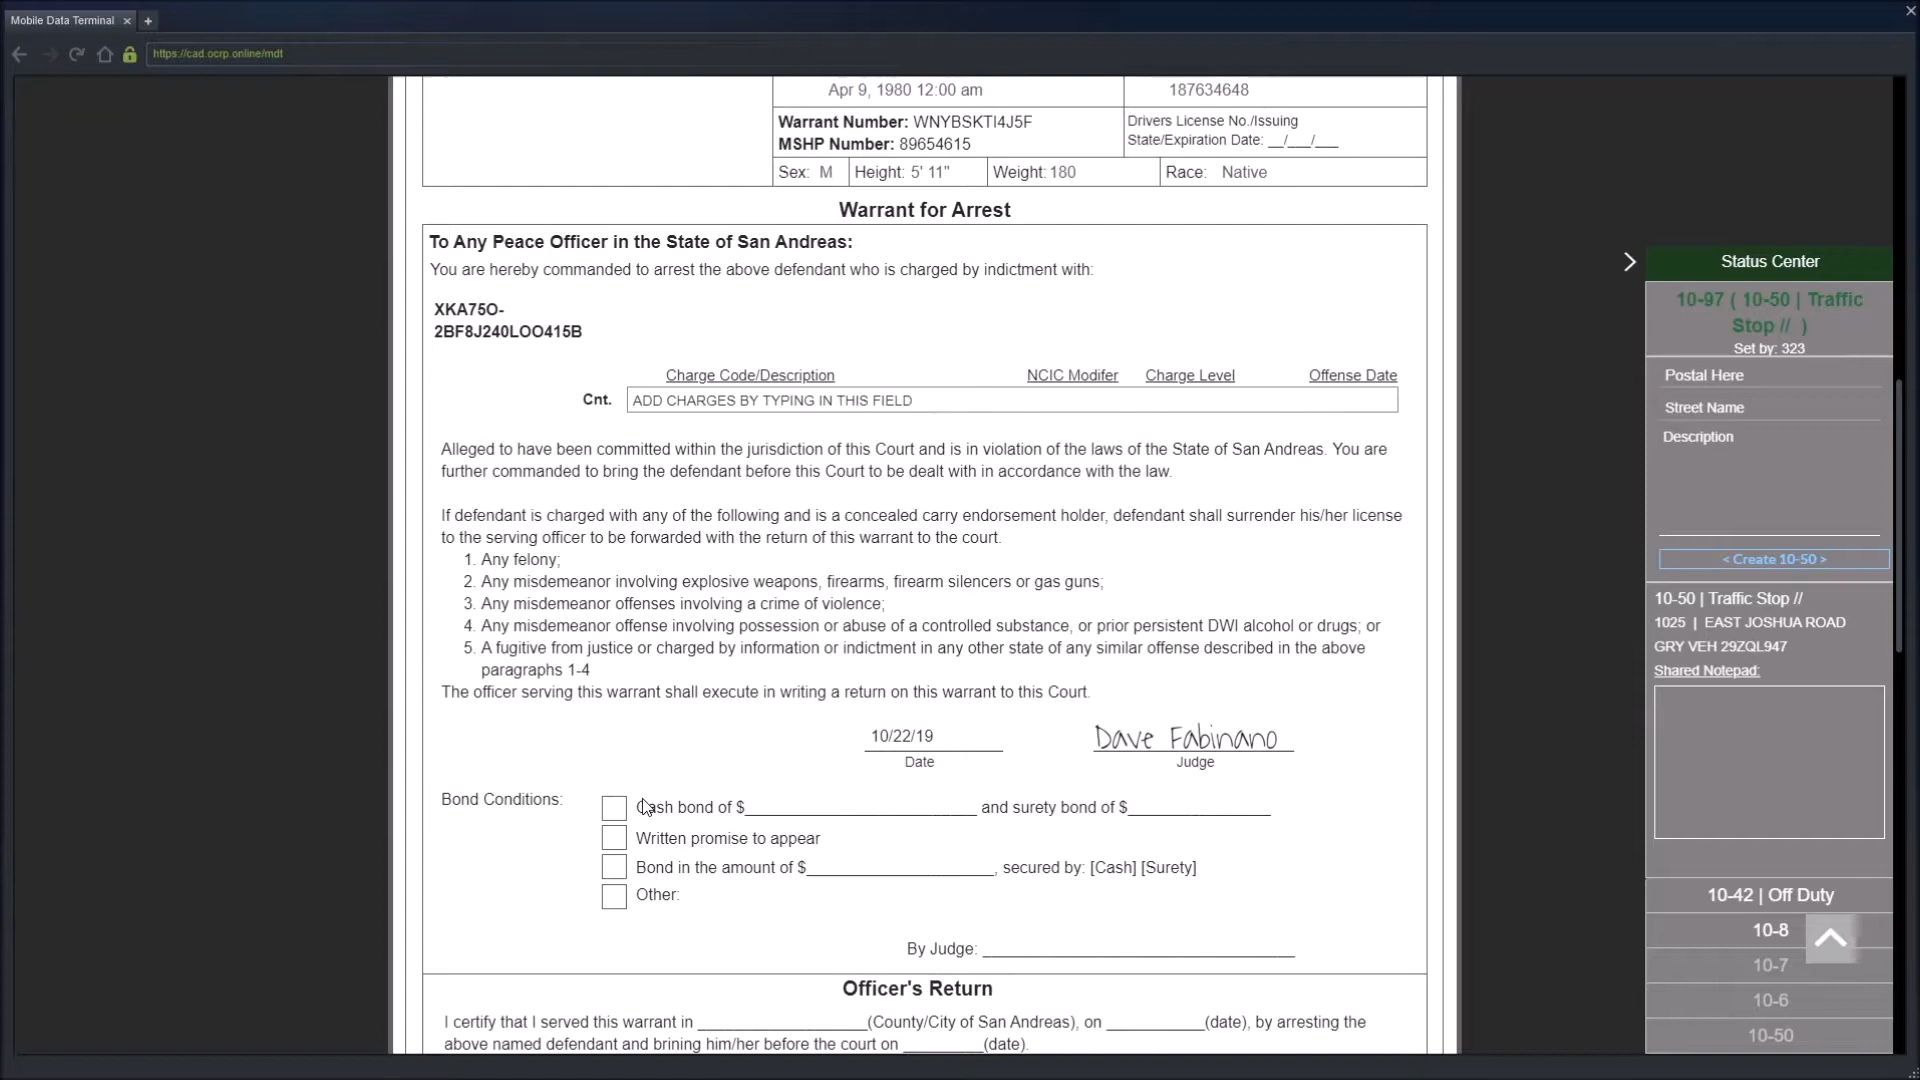 Mobile Data Terminal
https://cad.ocrp.online/mdt
Apr 9, 1980 12:00 am
187634648
Warrant Number: WNYBSKTI4J5F
MSHP Number: 89654615
Drivers License No./Issuing
State/Expiration Date: __/___/___
Sex: M
Height: 5' 11"
Weight: 180
Race: Native
Warrant for Arrest
To Any Peace Officer in the State of San Andreas:
You are hereby commanded to arrest the above defendant who is charged by indictment with:
XKA75O-
2BF8J240LOO415B
Charge Code/Description NCIC Modifer Charge Level Offense Date
Cnt. ADD CHARGES BY TYPING IN THIS FIELD
Alleged to have been committed within the jurisdiction of this Court and is in violation of the laws of the State of San Andreas. You are
further commanded to bring the defendant before this Court to be dealt with in accordance with the law.
If defendant is charged with any of the following and is a concealed carry endorsement holder, defendant shall surrender his/her license
to the serving officer to be forwarded with the return of this warrant to the court.
1. Any felony;
2. Any misdemeanor involving explosive weapons, firearms, firearm silencers or gas guns;
3. Any misdemeanor offenses involving a crime of violence;
4. Any misdemeanor offense involving possession or abuse of a controlled substance, or prior persistent DWI alcohol or drugs; or
5. A fugitive from justice or charged by information or indictment in any other state of any similar offense described in the above
paragraphs 1-4
The officer serving this warrant shall execute in writing a return on this warrant to this Court.
10/22/19
Date
Dave Fabinano
Judge
Bond Conditions:
Cash bond of $__________ and surety bond of $__________
Written promise to appear
Bond in the amount of $__________, secured by: [Cash] [Surety]
Other:
By Judge: __________
Officer's Return
I certify that I served this warrant in __________(County/City of San Andreas), on __________(date), by arresting the
above named defendant and brining him/her before the court on ________(date).
Status Center
10-97 ( 10-50 | Traffic
Stop // )
Set by: 323
Postal Here
Street Name
Description
< Create 10-50 >
10-50 | Traffic Stop //
1025 | EAST JOSHUA ROAD
GRY VEH 29ZQL947
Shared Notepad:
10-42 | Off Duty
10-8
10-7
10-6
10-50